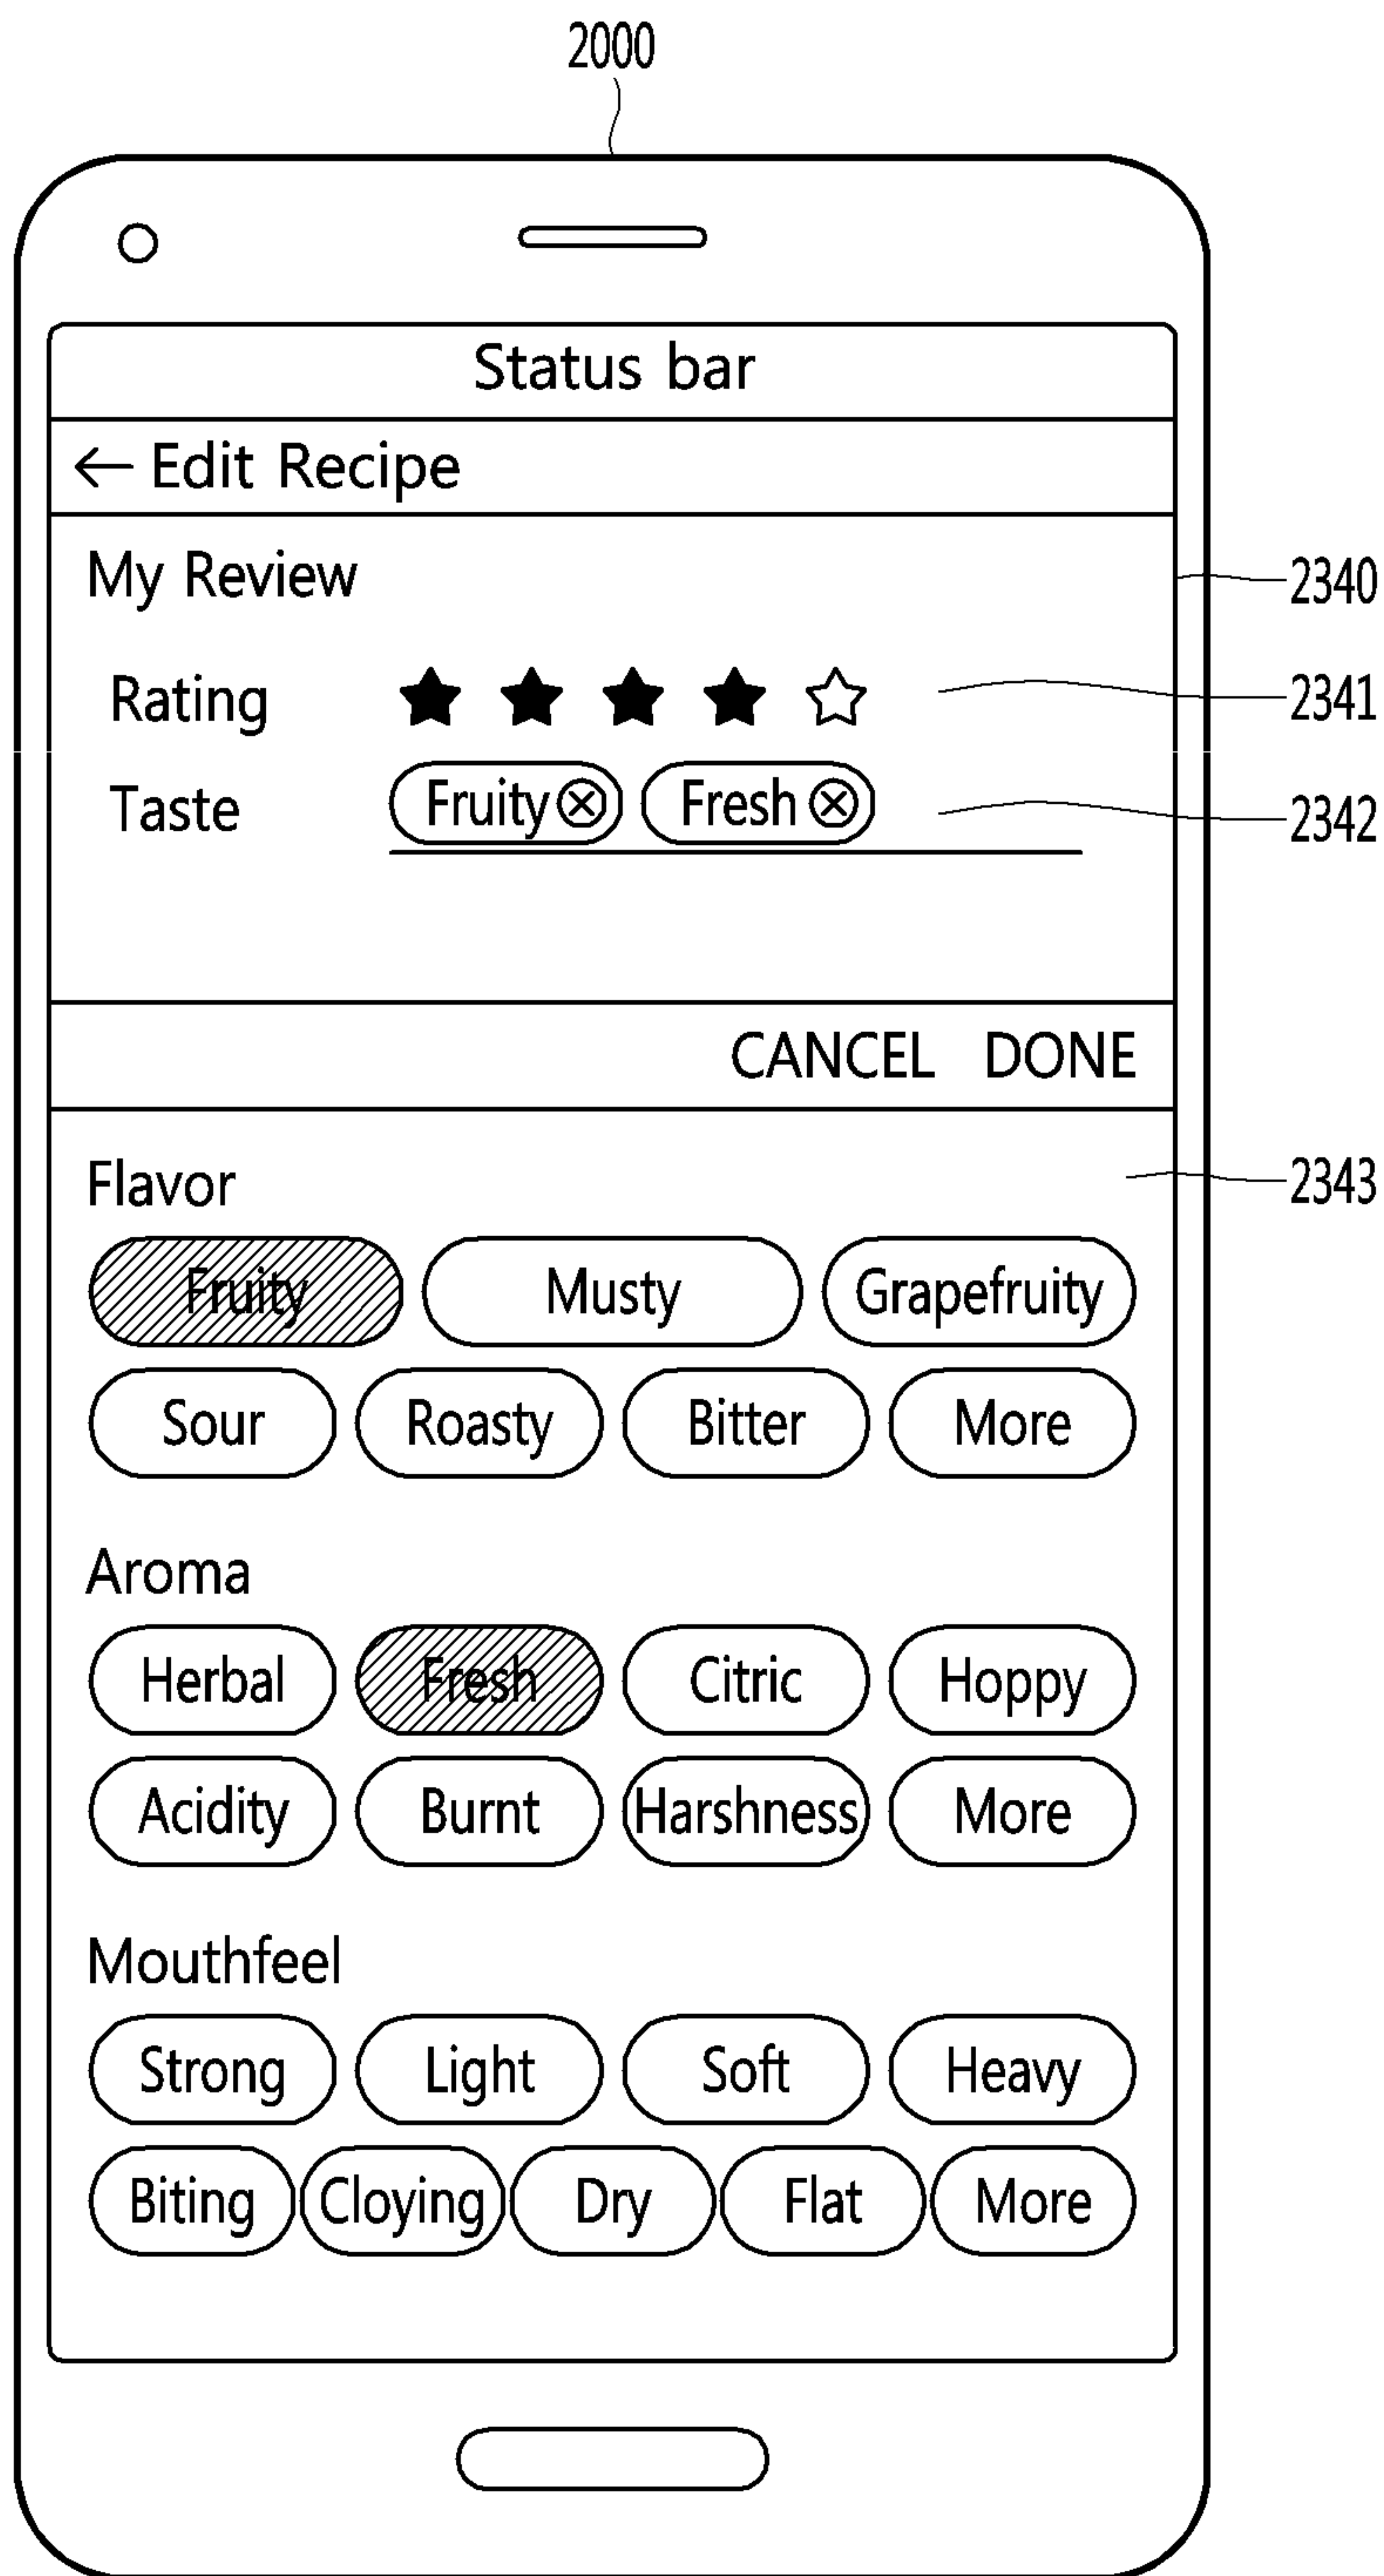 2000
Status bar
← Edit Recipe
My Review
2340
Rating
2341
Taste Fruity Fresh
2342
CANCEL DONE
Flavor
2343
Fruity Musty Grapefruity
Sour Roasty Bitter More
Aroma
Herbal Fresh Citric Hoppy
Acidity Burnt Harshness More
Mouthfeel
Strong Light Soft Heavy
Biting Cloying Dry Flat More